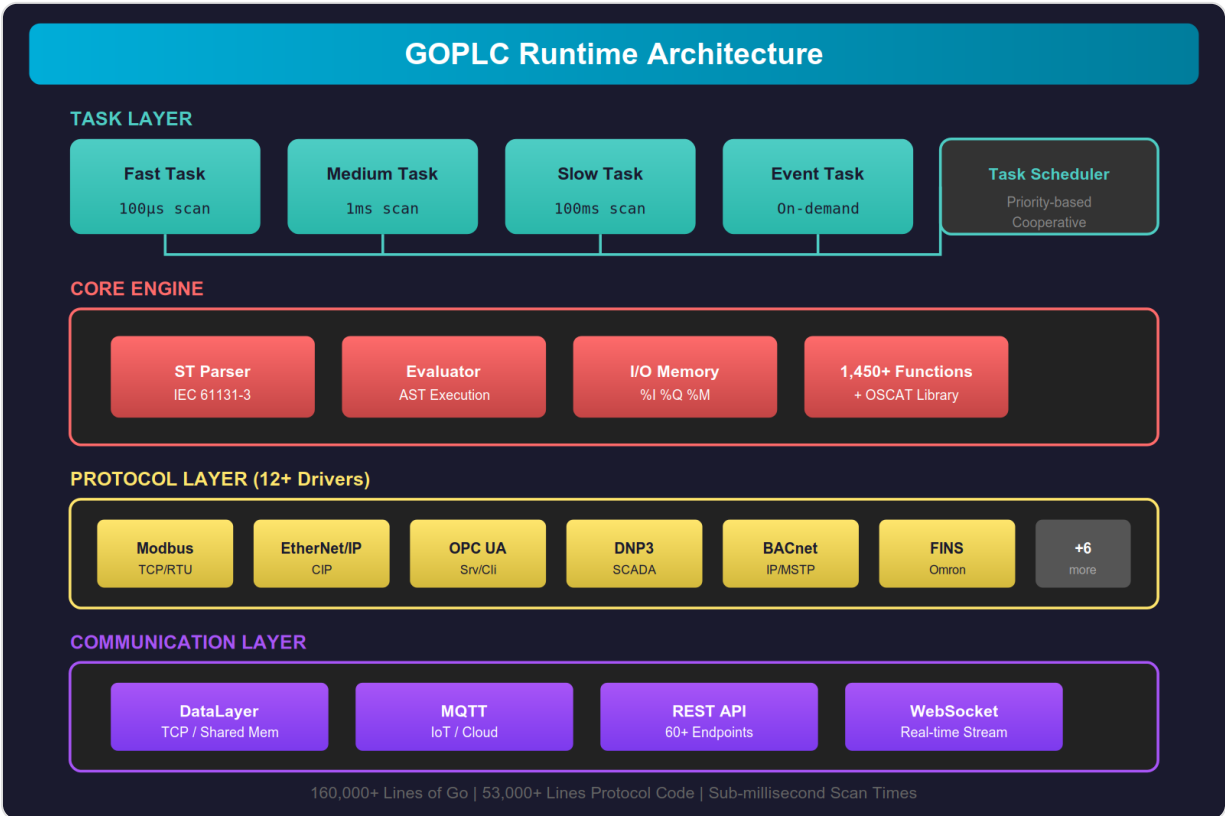 GOPLC Runtime Architecture
TASK LAYER
Fast Task
100µs scan
Medium Task
1ms scan
Slow Task
100ms scan
Event Task
On-demand
Task Scheduler
Priority-based
Cooperative
CORE ENGINE
ST Parser
IEC 61131-3
Evaluator
AST Execution
I/O Memory
%I %Q %M
1,450+ Functions
+ OSCAT Library
PROTOCOL LAYER (12+ Drivers)
Modbus
TCP/RTU
EtherNet/IP
CIP
OPC UA
Srv/Cli
DNP3
SCADA
BACnet
IP/MSTP
FINS
Omron
+6
more
COMMUNICATION LAYER
DataLayer
TCP / Shared Mem
MQTT
IoT / Cloud
REST API
60+ Endpoints
WebSocket
Real-time Stream
160,000+ Lines of Go | 53,000+ Lines Protocol Code | Sub-millisecond Scan Times